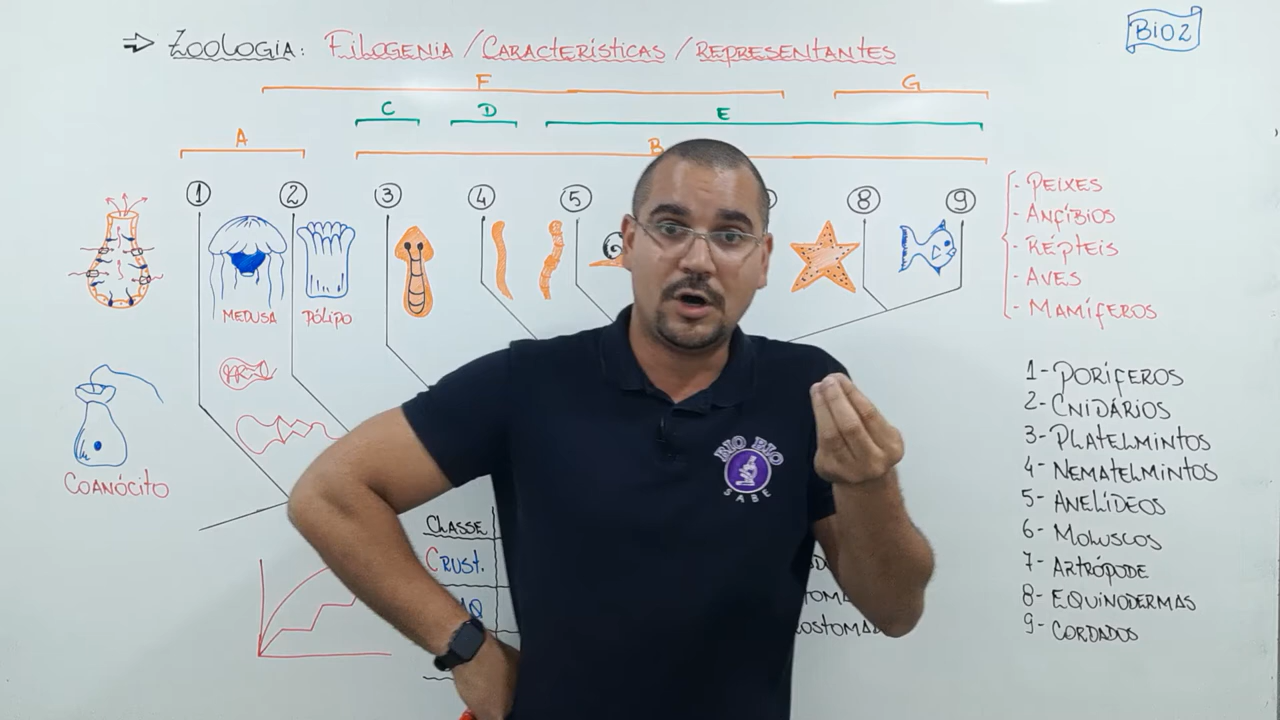 ⇒ ZOOLOGIA: FILOGENIA / CARACTERÍSTICAS / REPRESENTANTES
BIO 2
F
G
C
D
E
A
B
1
2
3
4
5
8
9
MEDUSA
PÓLIPO
COANÓCITO
- PEIXES
- ANFÍBIOS
- RÉPTEIS
- AVES
- MAMÍFEROS
1- PORÍFEROS
2- CNIDÁRIOS
3- PLATELMINTOS
4- NEMATELMINTOS
5- ANELÍDEOS
6- MOLUSCOS
7- ARTRÓPODE
8- EQUINODERMAS
9- CORDADOS
CLASSE
CRUST.
BIO BIO
SABE